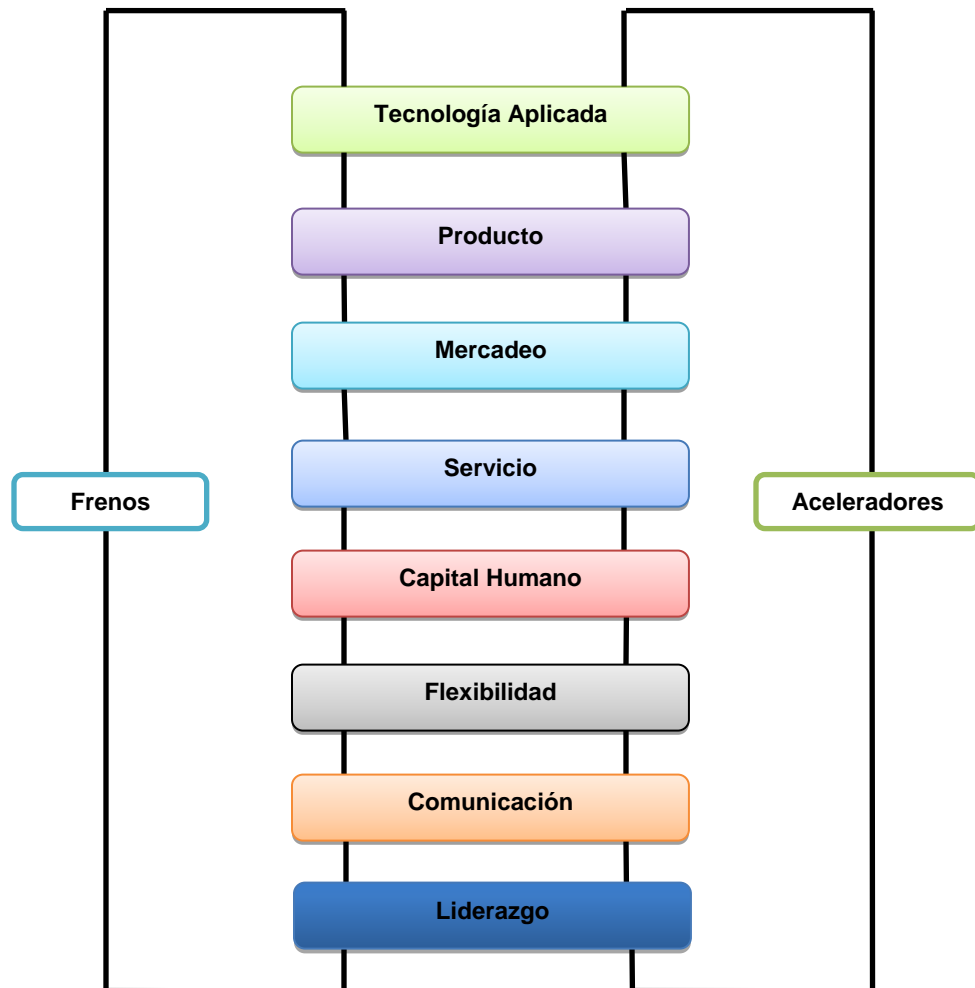 Tecnología Aplicada
Producto
Mercadeo
Servicio
Frenos
Aceleradores
Capital Humano
Flexibilidad
Comunicación
Liderazgo